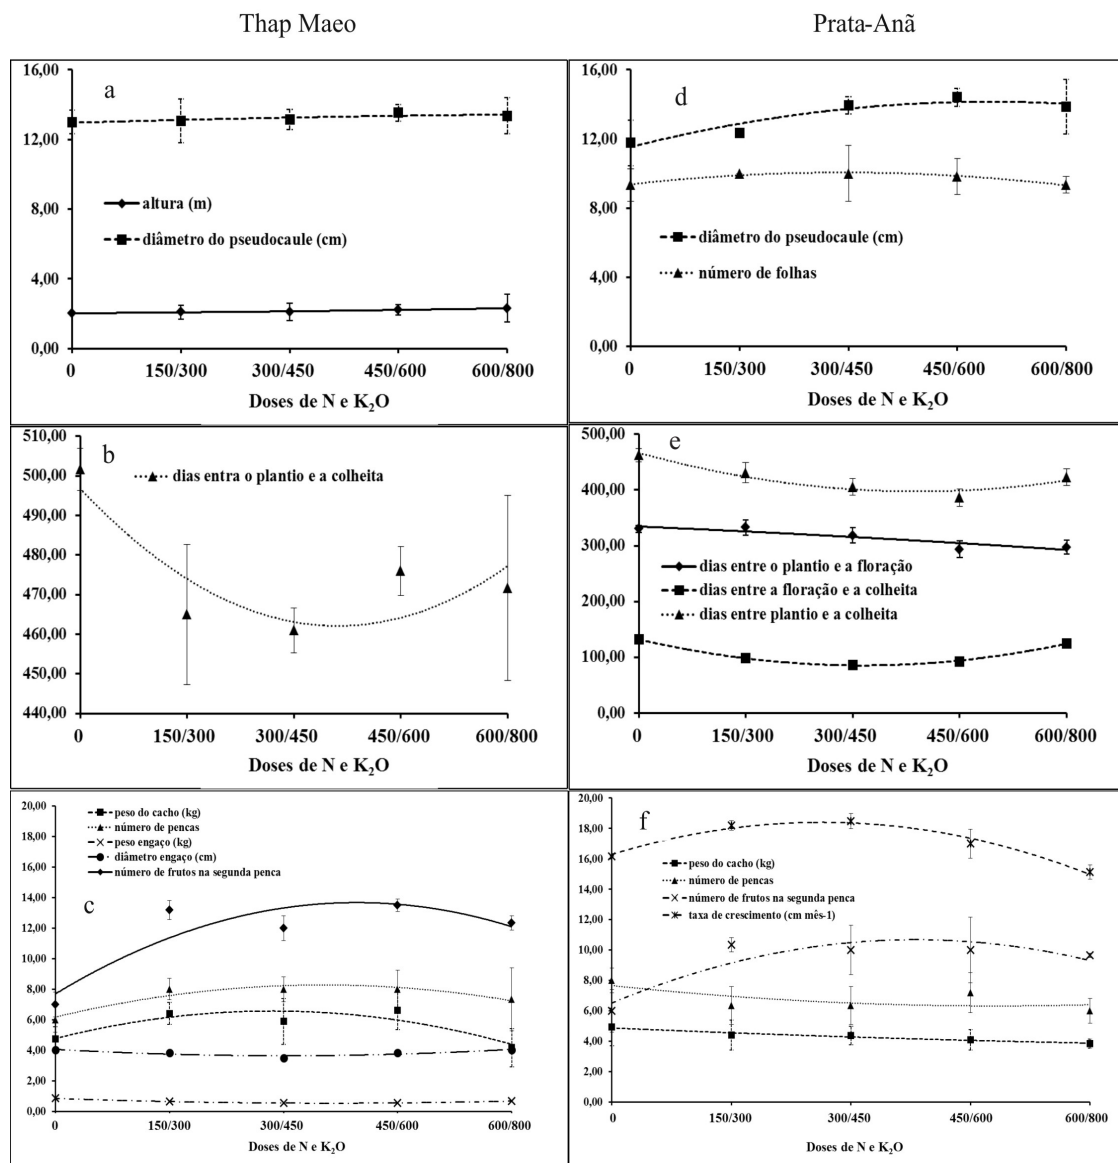 Thap Maeo
Prata-Anã
a
16,00
12,00
8,00
4,00
0,00
altura (m)
diâmetro do pseudocaule (cm)
0 150/300 300/450 450/600 600/800
Doses de N e K₂O
d
16,00
12,00
8,00
4,00
0,00
diâmetro do pseudocaule (cm)
número de folhas
0 150/300 300/450 450/600 600/800
Doses de N e K₂O
b
510,00
500,00
490,00
480,00
470,00
460,00
450,00
440,00
dias entra o plantio e a colheita
0 150/300 300/450 450/600 600/800
Doses de N e K₂O
e
500,00
400,00
300,00
200,00
100,00
0,00
dias entre o plantio e a floração
dias entre a floração e a colheita
dias entre plantio e a colheita
0 150/300 300/450 450/600 600/800
Doses de N e K₂O
20,00
18,00
16,00
14,00
12,00
10,00
8,00
6,00
4,00
2,00
0,00
peso do cacho (kg)
número de pencas
peso engaço (kg)
diâmetro engaço (cm)
número de frutos na segunda penca
c
0 150/300 300/450 450/600 600/800
Doses de N e K₂O
f
20,00
18,00
16,00
14,00
12,00
10,00
8,00
6,00
4,00
2,00
0,00
peso do cacho (kg)
número de pencas
número de frutos na segunda penca
taxa de crescimento (cm mês-1)
0 150/300 300/450 450/600 600/800
Doses de N e K₂O